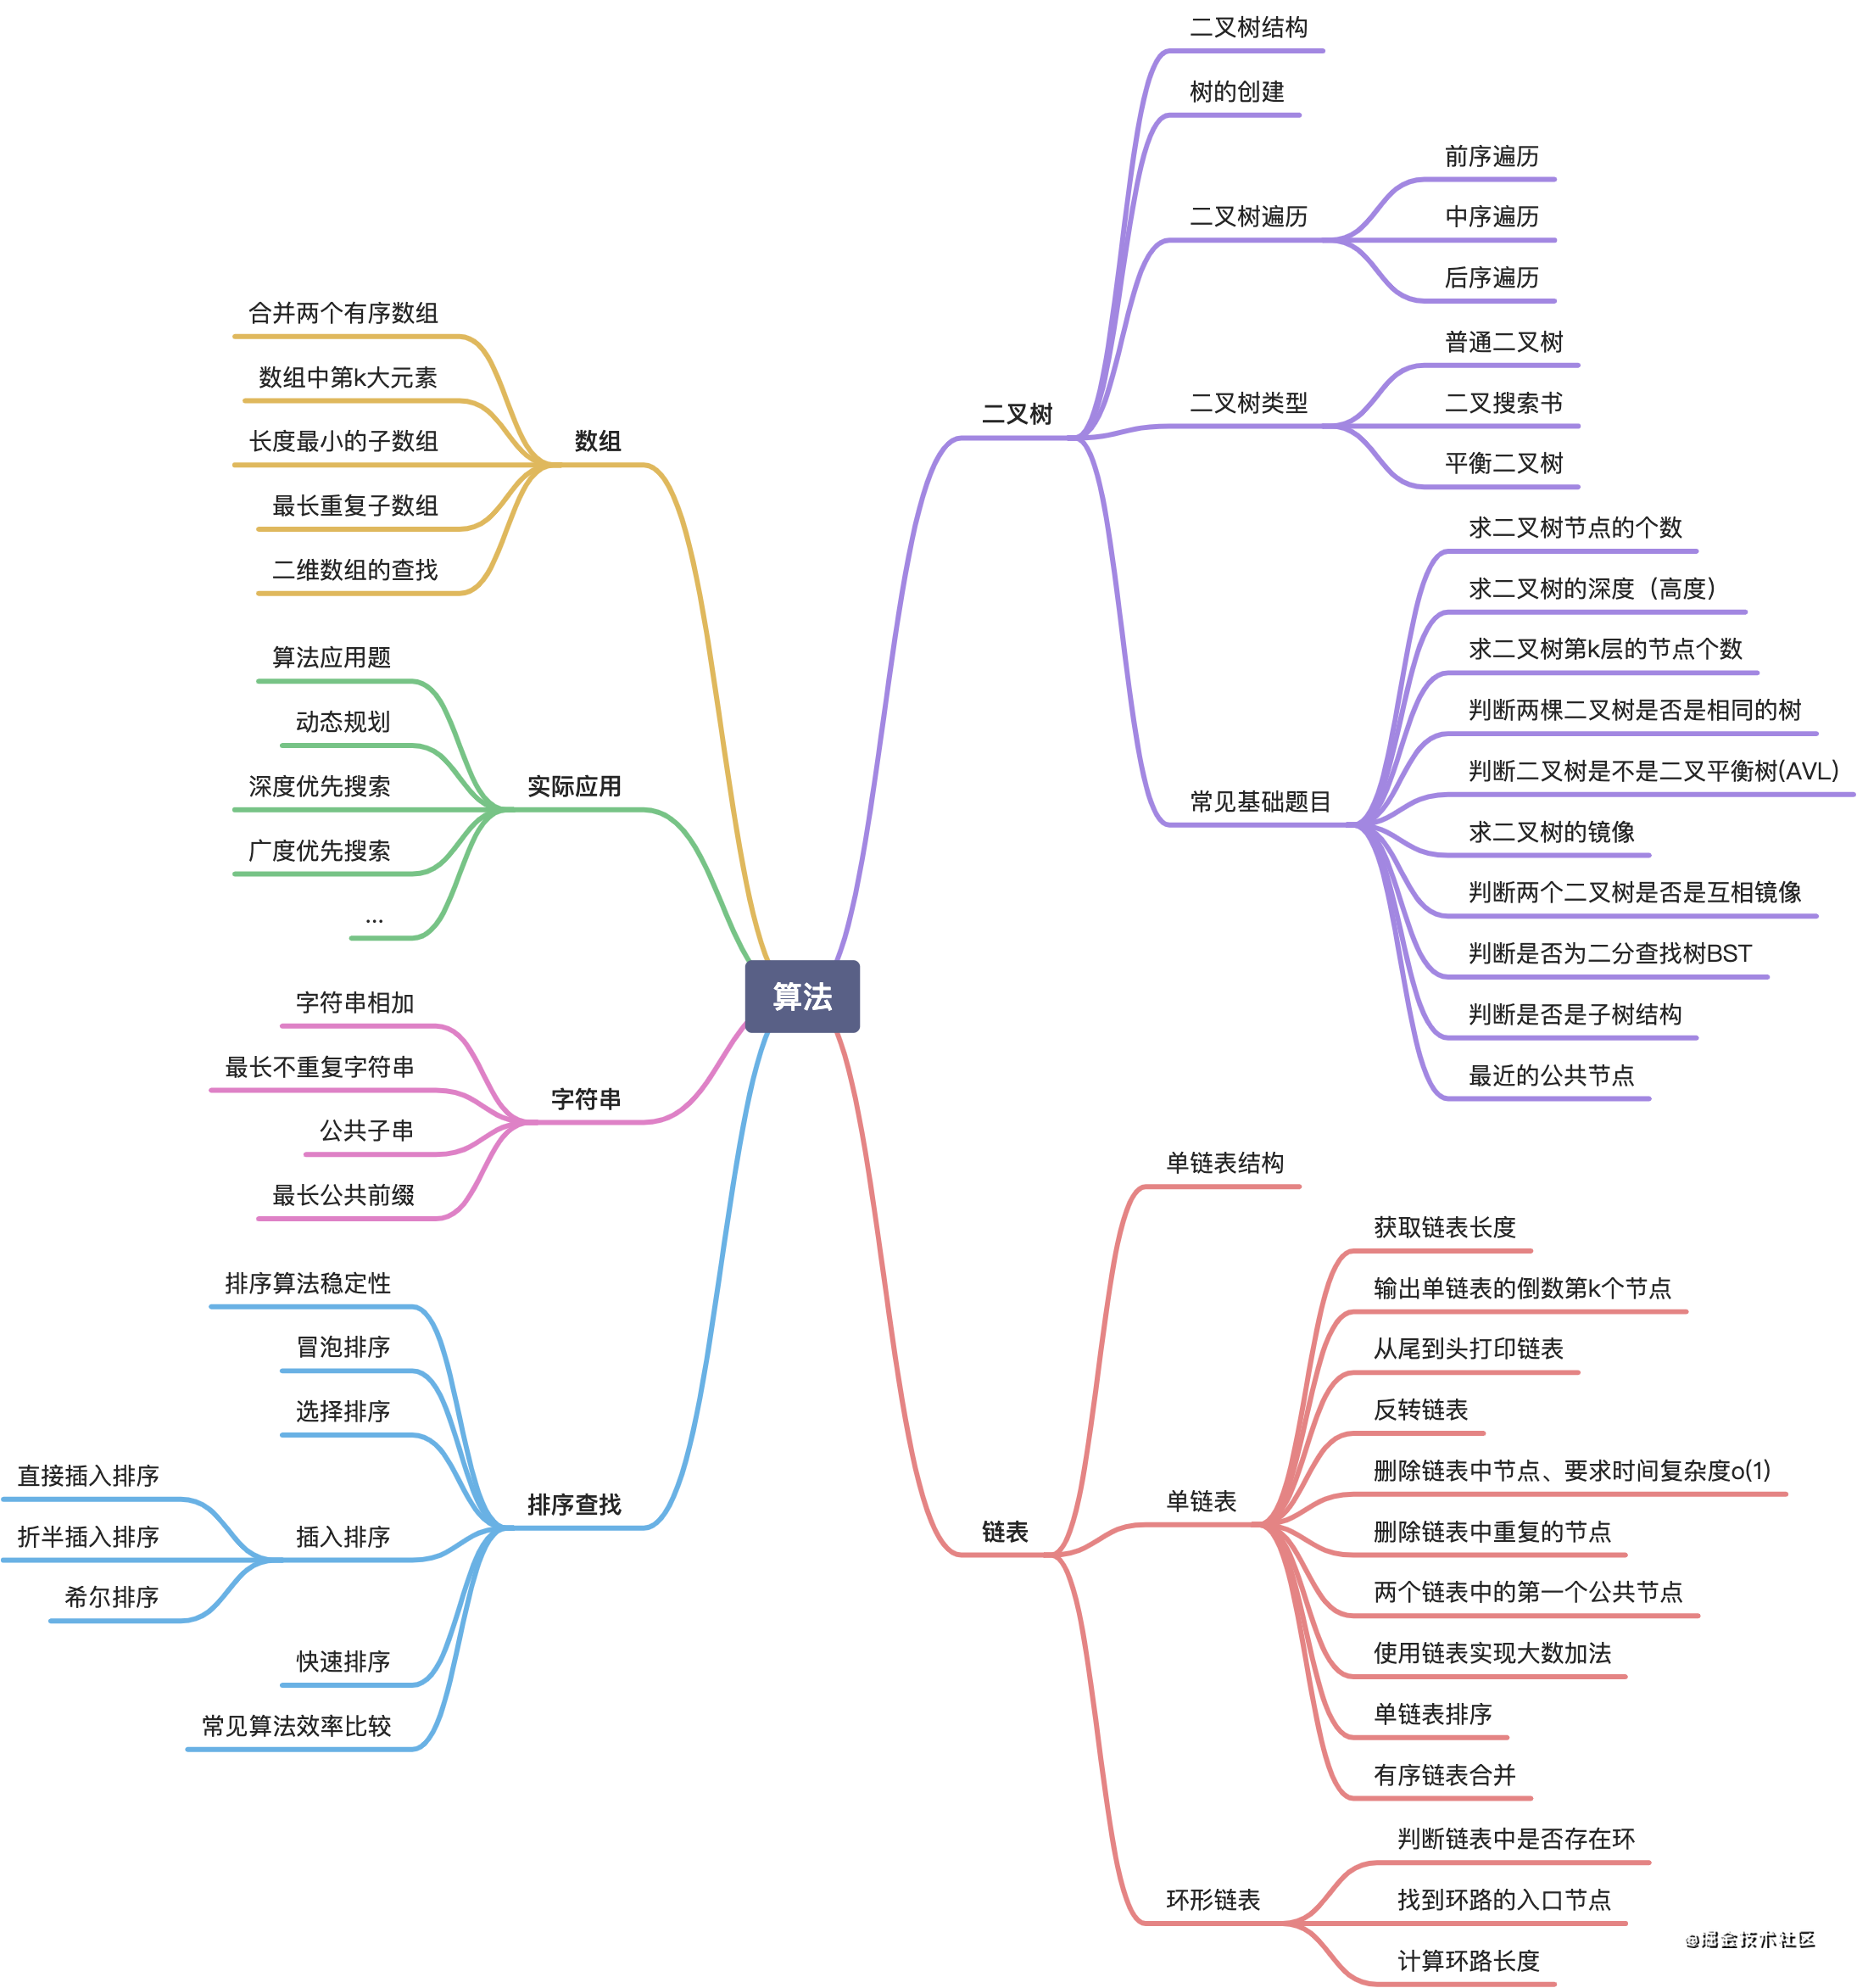 算法
二叉树
二叉树结构
树的创建
二叉树遍历
前序遍历
中序遍历
后序遍历
二叉树类型
普通二叉树
二叉搜索书
平衡二叉树
常见基础题目
求二叉树节点的个数
求二叉树的深度（高度）
求二叉树第k层的节点个数
判断两棵二叉树是否是相同的树
判断二叉树是不是二叉平衡树(AVL)
求二叉树的镜像
判断两个二叉树是否是互相镜像
判断是否为二分查找树BST
判断是否是子树结构
最近的公共节点
链表
单链表结构
单链表
获取链表长度
输出单链表的倒数第k个节点
从尾到头打印链表
反转链表
删除链表中节点、要求时间复杂度o(1)
删除链表中重复的节点
两个链表中的第一个公共节点
使用链表实现大数加法
单链表排序
有序链表合并
环形链表
判断链表中是否存在环
找到环路的入口节点
计算环路长度
数组
合并两个有序数组
数组中第k大元素
长度最小的子数组
最长重复子数组
二维数组的查找
实际应用
算法应用题
动态规划
深度优先搜索
广度优先搜索
...
字符串
字符串相加
最长不重复字符串
公共子串
最长公共前缀
排序查找
排序算法稳定性
冒泡排序
选择排序
插入排序
直接插入排序
折半插入排序
希尔排序
快速排序
常见算法效率比较
@掘金技术社区